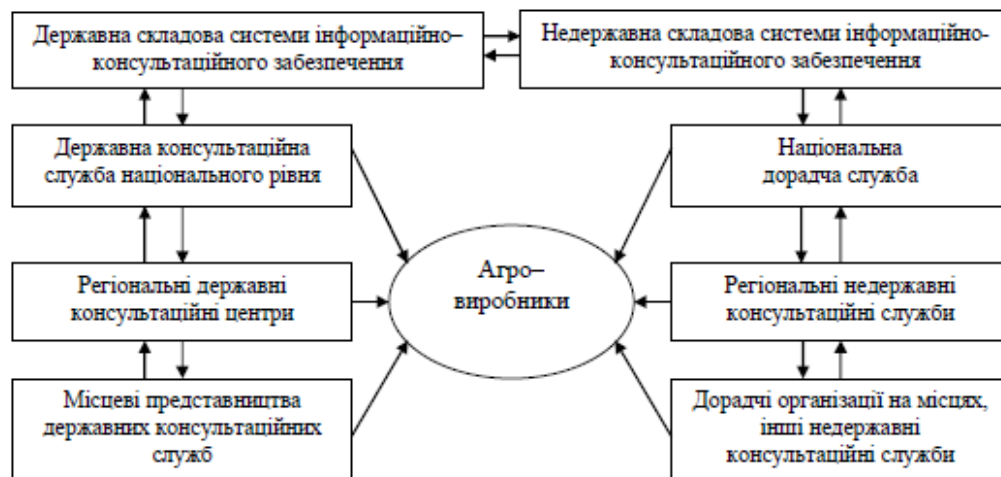 Державна складова системи інформаційно–
консультаційного забезпечення
Недержавна складова системи інформаційно-
консультаційного забезпечення
Державна консультаційна
служба національного рівня
Національна
дорадча служба
Агро–
виробники
Регіональні державні
консультаційні центри
Регіональні недержавні
консультаційні служби
Місцеві представництва
державних консультаційних
служб
Дорадчі організації на місцях,
інші недержавні
консультаційні служби